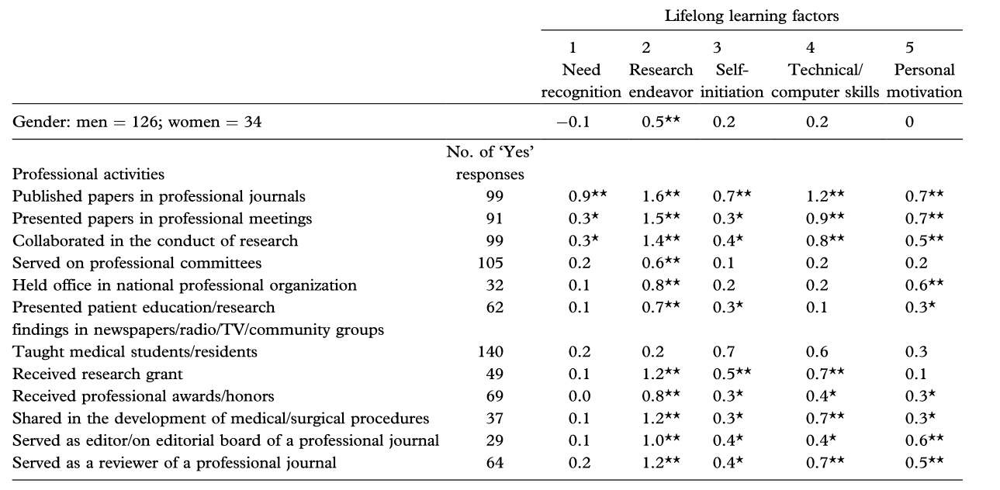 Lifelong learning factors
1 2 3 4 5
Need Research Self- Technical/ Personal
recognition endeavor initiation computer skills motivation
Gender: men = 126; women = 34 −0.1 0.5** 0.2 0.2 0
No. of ‘Yes’
Professional activities responses
Published papers in professional journals 99 0.9** 1.6** 0.7** 1.2** 0.7**
Presented papers in professional meetings 91 0.3* 1.5** 0.3* 0.9** 0.7**
Collaborated in the conduct of research 99 0.3* 1.4** 0.4* 0.8** 0.5**
Served on professional committees 105 0.2 0.6** 0.1 0.2 0.2
Held office in national professional organization 32 0.1 0.8** 0.2 0.2 0.6**
Presented patient education/research 62 0.1 0.7** 0.3* 0.1 0.3*
findings in newspapers/radio/TV/community groups
Taught medical students/residents 140 0.2 0.2 0.7 0.6 0.3
Received research grant 49 0.1 1.2** 0.5** 0.7** 0.1
Received professional awards/honors 69 0.0 0.8** 0.3* 0.4* 0.3*
Shared in the development of medical/surgical procedures 37 0.1 1.2** 0.3* 0.7** 0.3*
Served as editor/on editorial board of a professional journal 29 0.1 1.0** 0.4* 0.4* 0.6**
Served as a reviewer of a professional journal 64 0.2 1.2** 0.4* 0.7** 0.5**